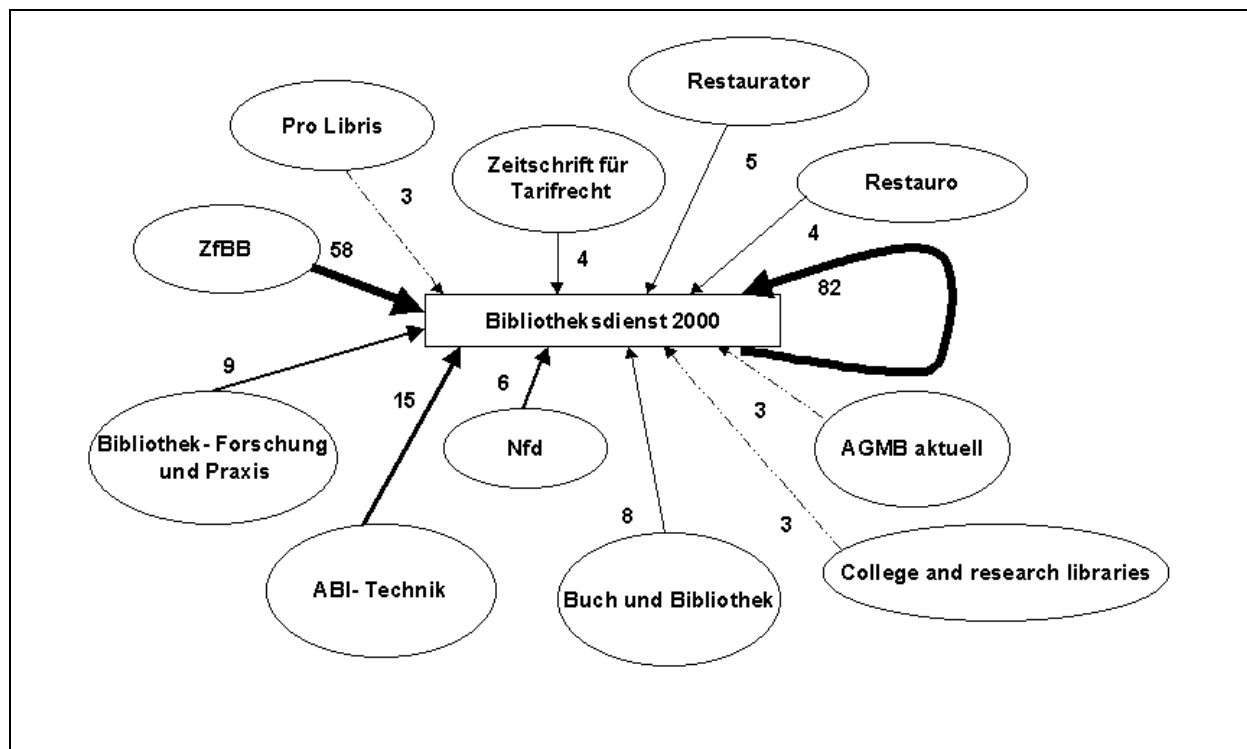 Restaurator
Pro Libris
Zeitschrift für
Tarifrecht
5
Restauro
3
ZfBB
58
4
4
82
Bibliotheksdienst 2000
9
15
6
3
Bibliothek- Forschung
und Praxis
Nfd
AGMB aktuell
8
3
ABI- Technik
Buch und Bibliothek
College and research libraries